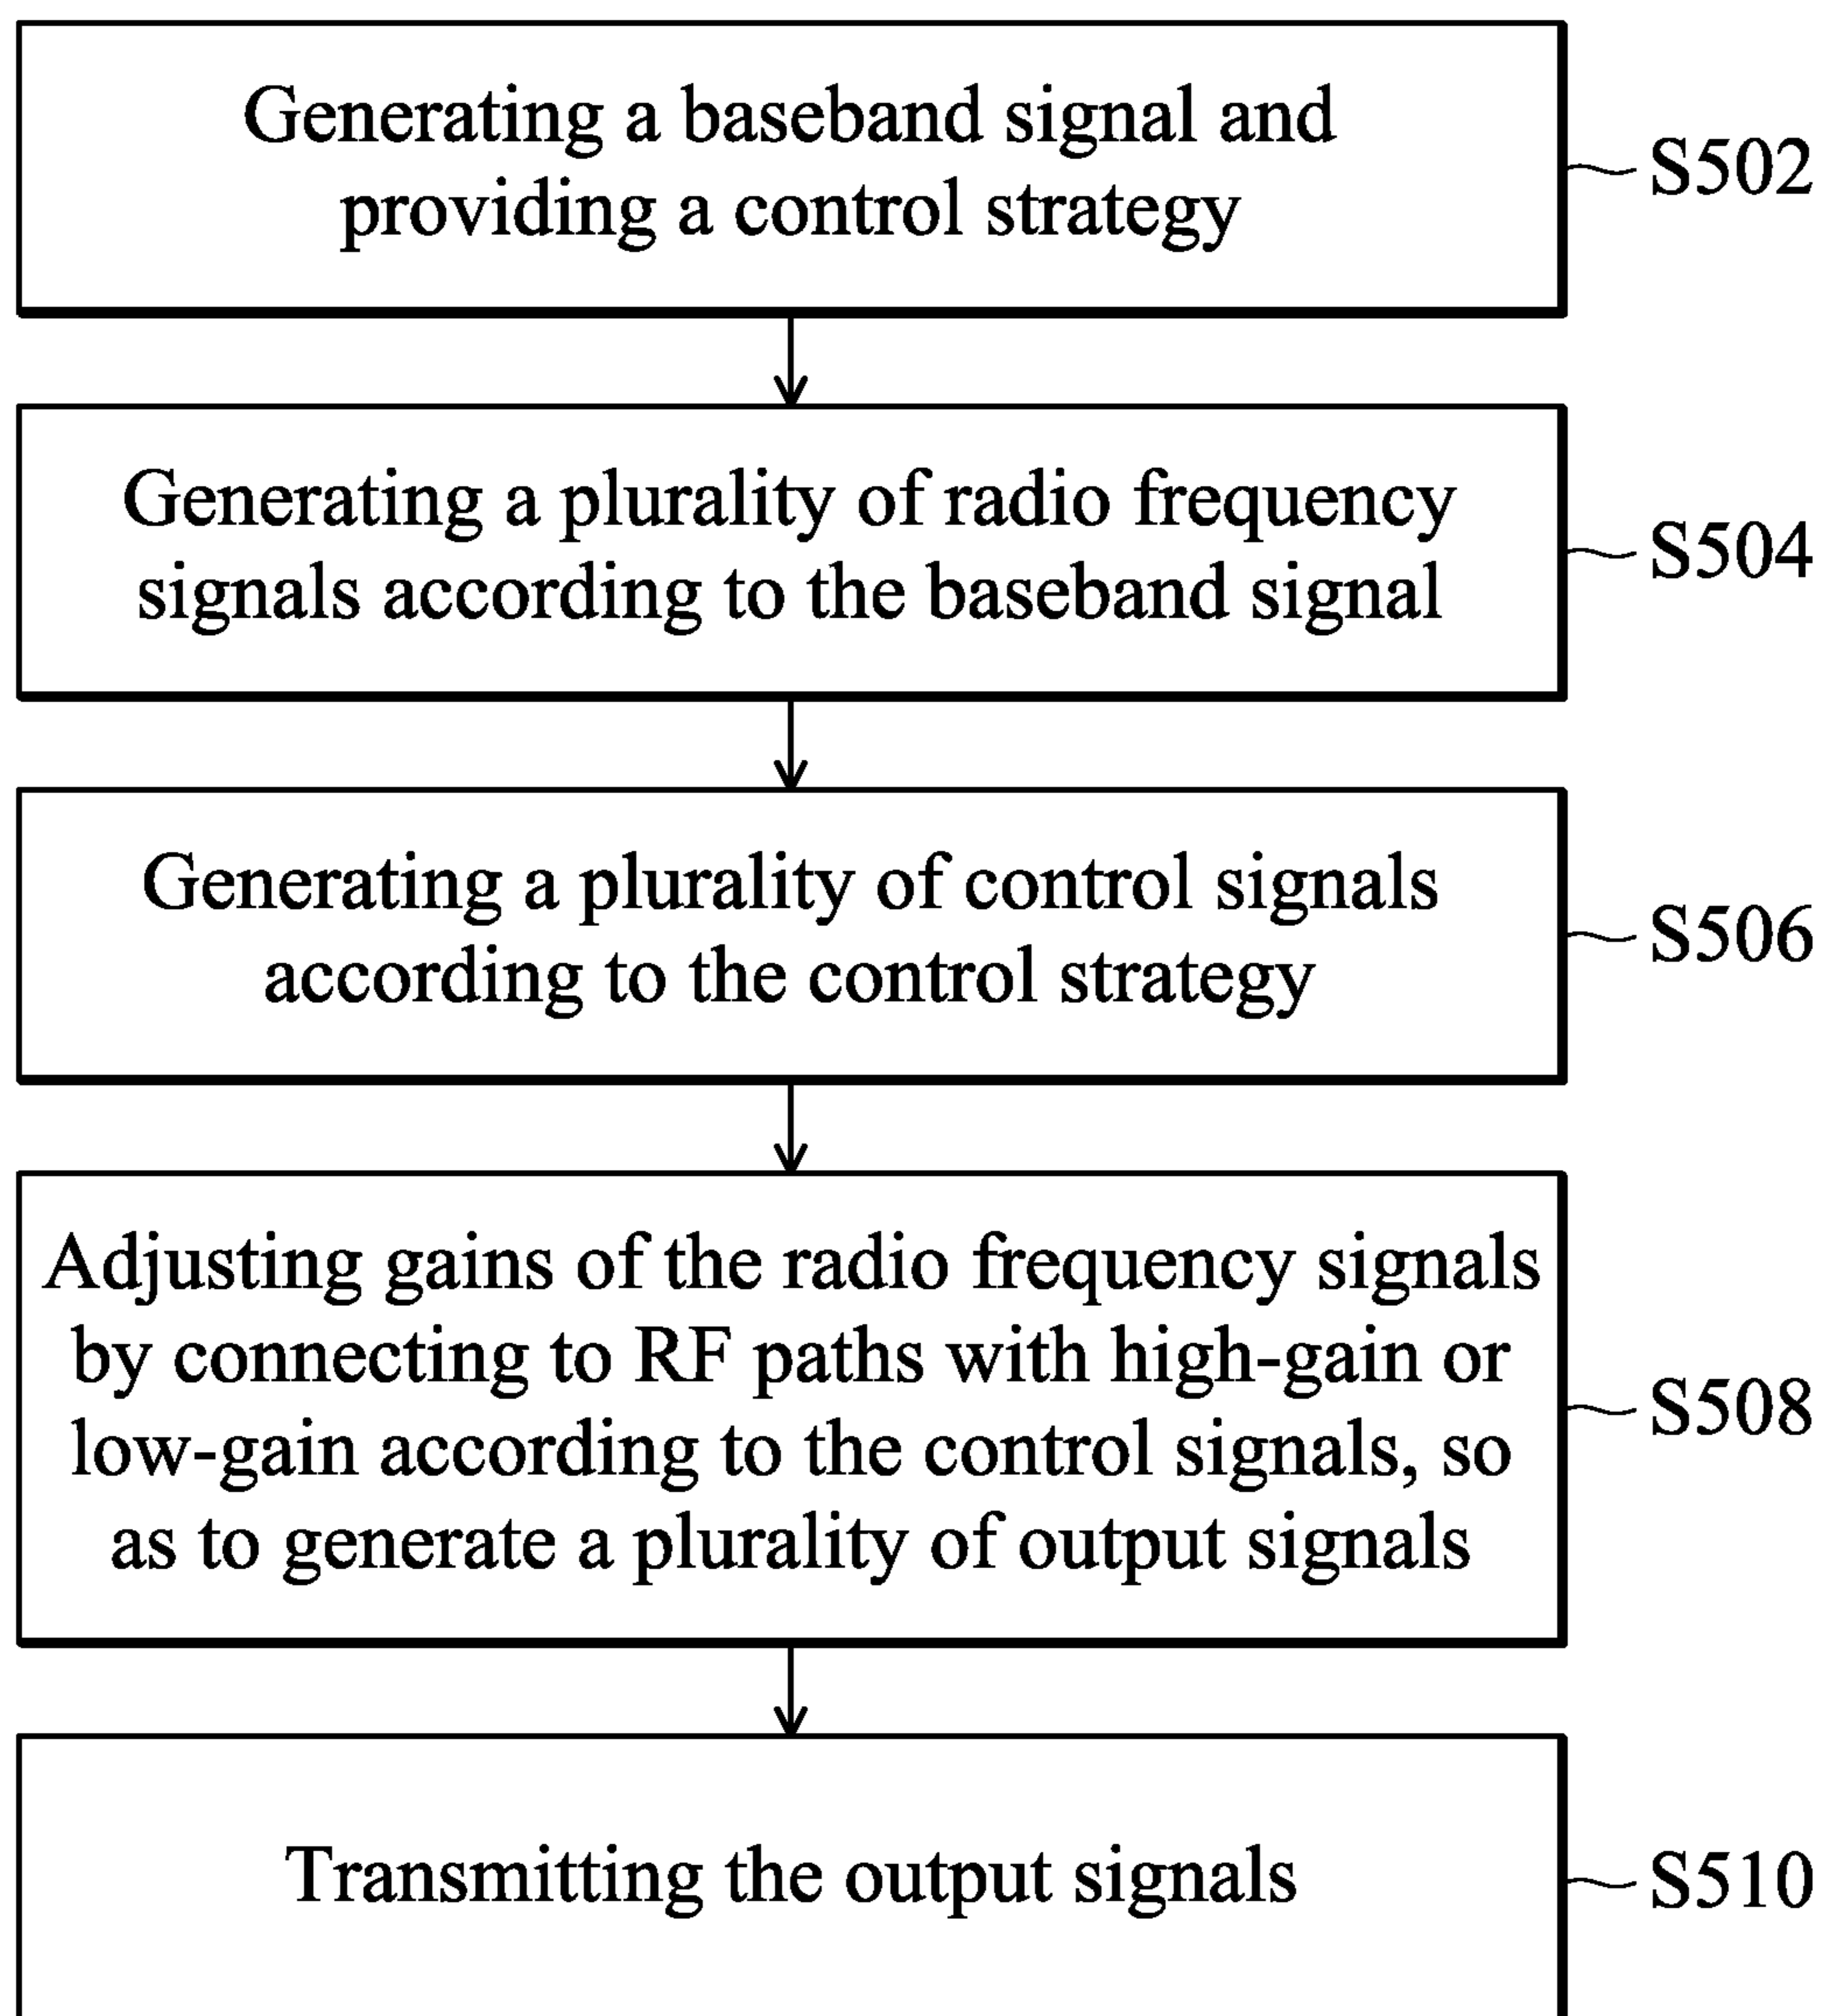 Generating a baseband signal and
providing a control strategy
S502
Generating a plurality of radio frequency
signals according to the baseband signal
S504
Generating a plurality of control signals
according to the control strategy
S506
Adjusting gains of the radio frequency signals
by connecting to RF paths with high-gain or
low-gain according to the control signals, so
as to generate a plurality of output signals
S508
Transmitting the output signals
S510